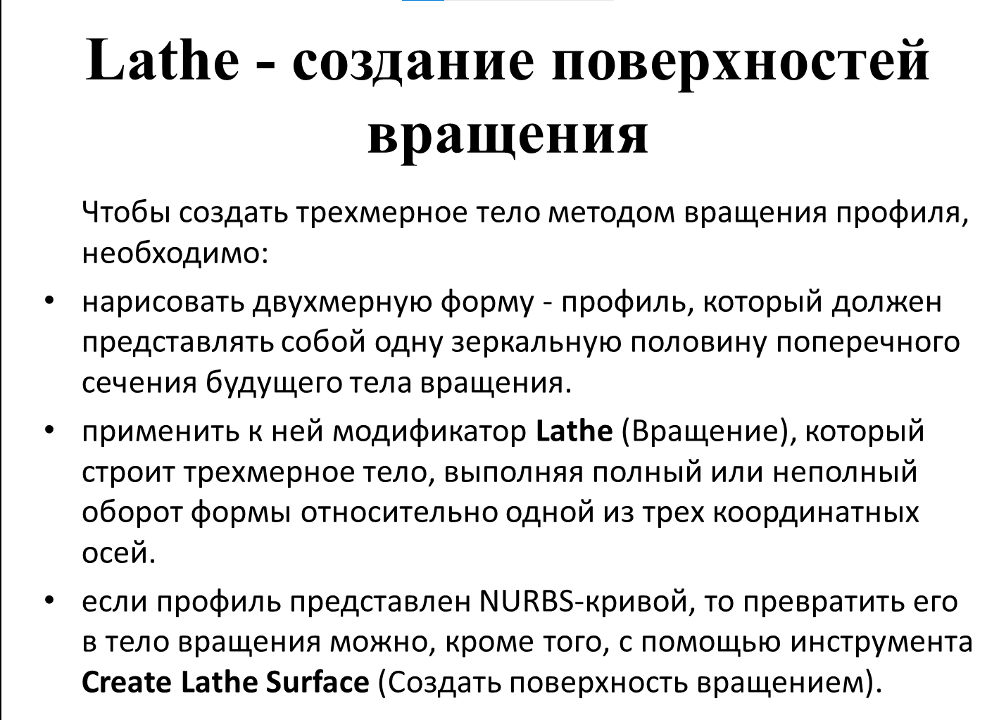 Lathe - создание поверхностей
вращения
Чтобы создать трехмерное тело методом вращения профиля,
необходимо:
• нарисовать двухмерную форму - профиль, который должен
представлять собой одну зеркальную половину поперечного
сечения будущего тела вращения.
• применить к ней модификатор Lathe (Вращение), который
строит трехмерное тело, выполняя полный или неполный
оборот формы относительно одной из трех координатных
осей.
• если профиль представлен NURBS-кривой, то превратить его
в тело вращения можно, кроме того, с помощью инструмента
Create Lathe Surface (Создать поверхность вращением).